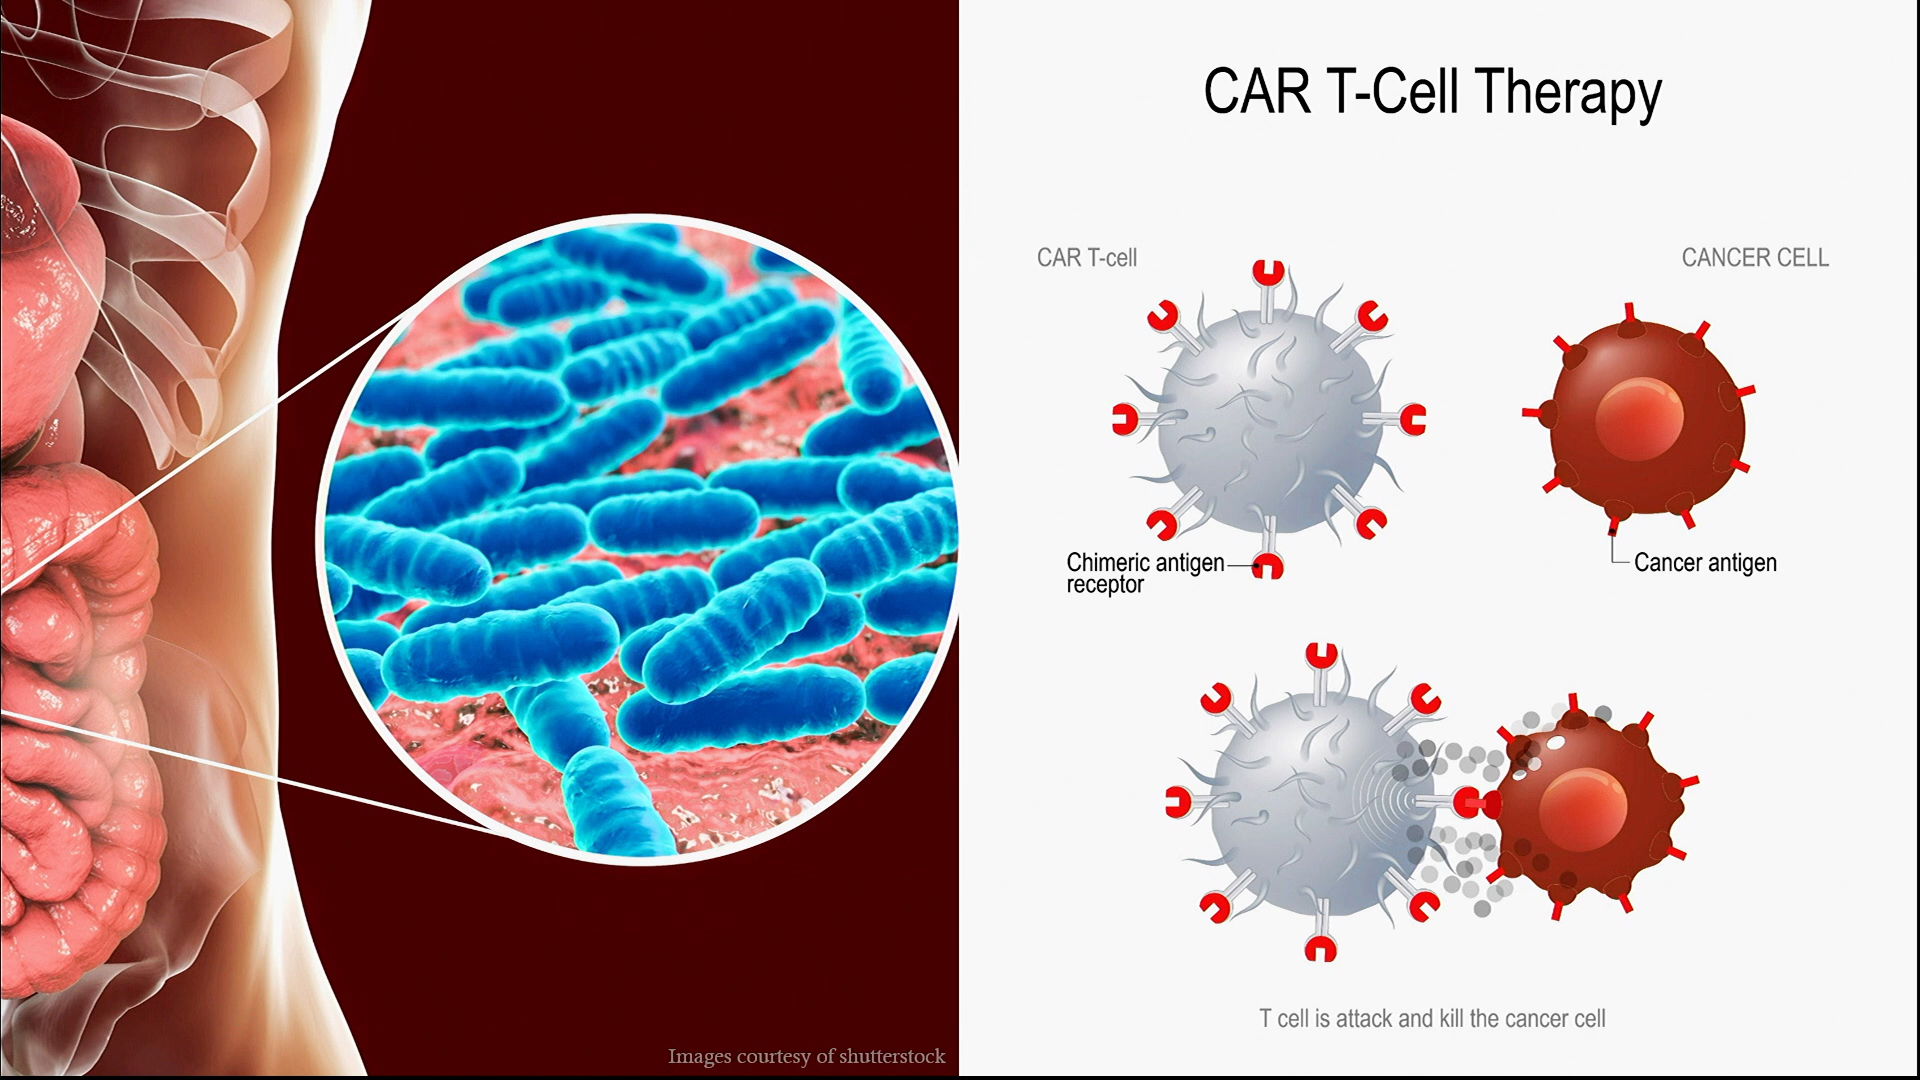 CAR T-Cell Therapy
CAR T-cell
CANCER CELL
Chimeric antigen
receptor
Cancer antigen
T cell is attack and kill the cancer cell
Images courtesy of shutterstock